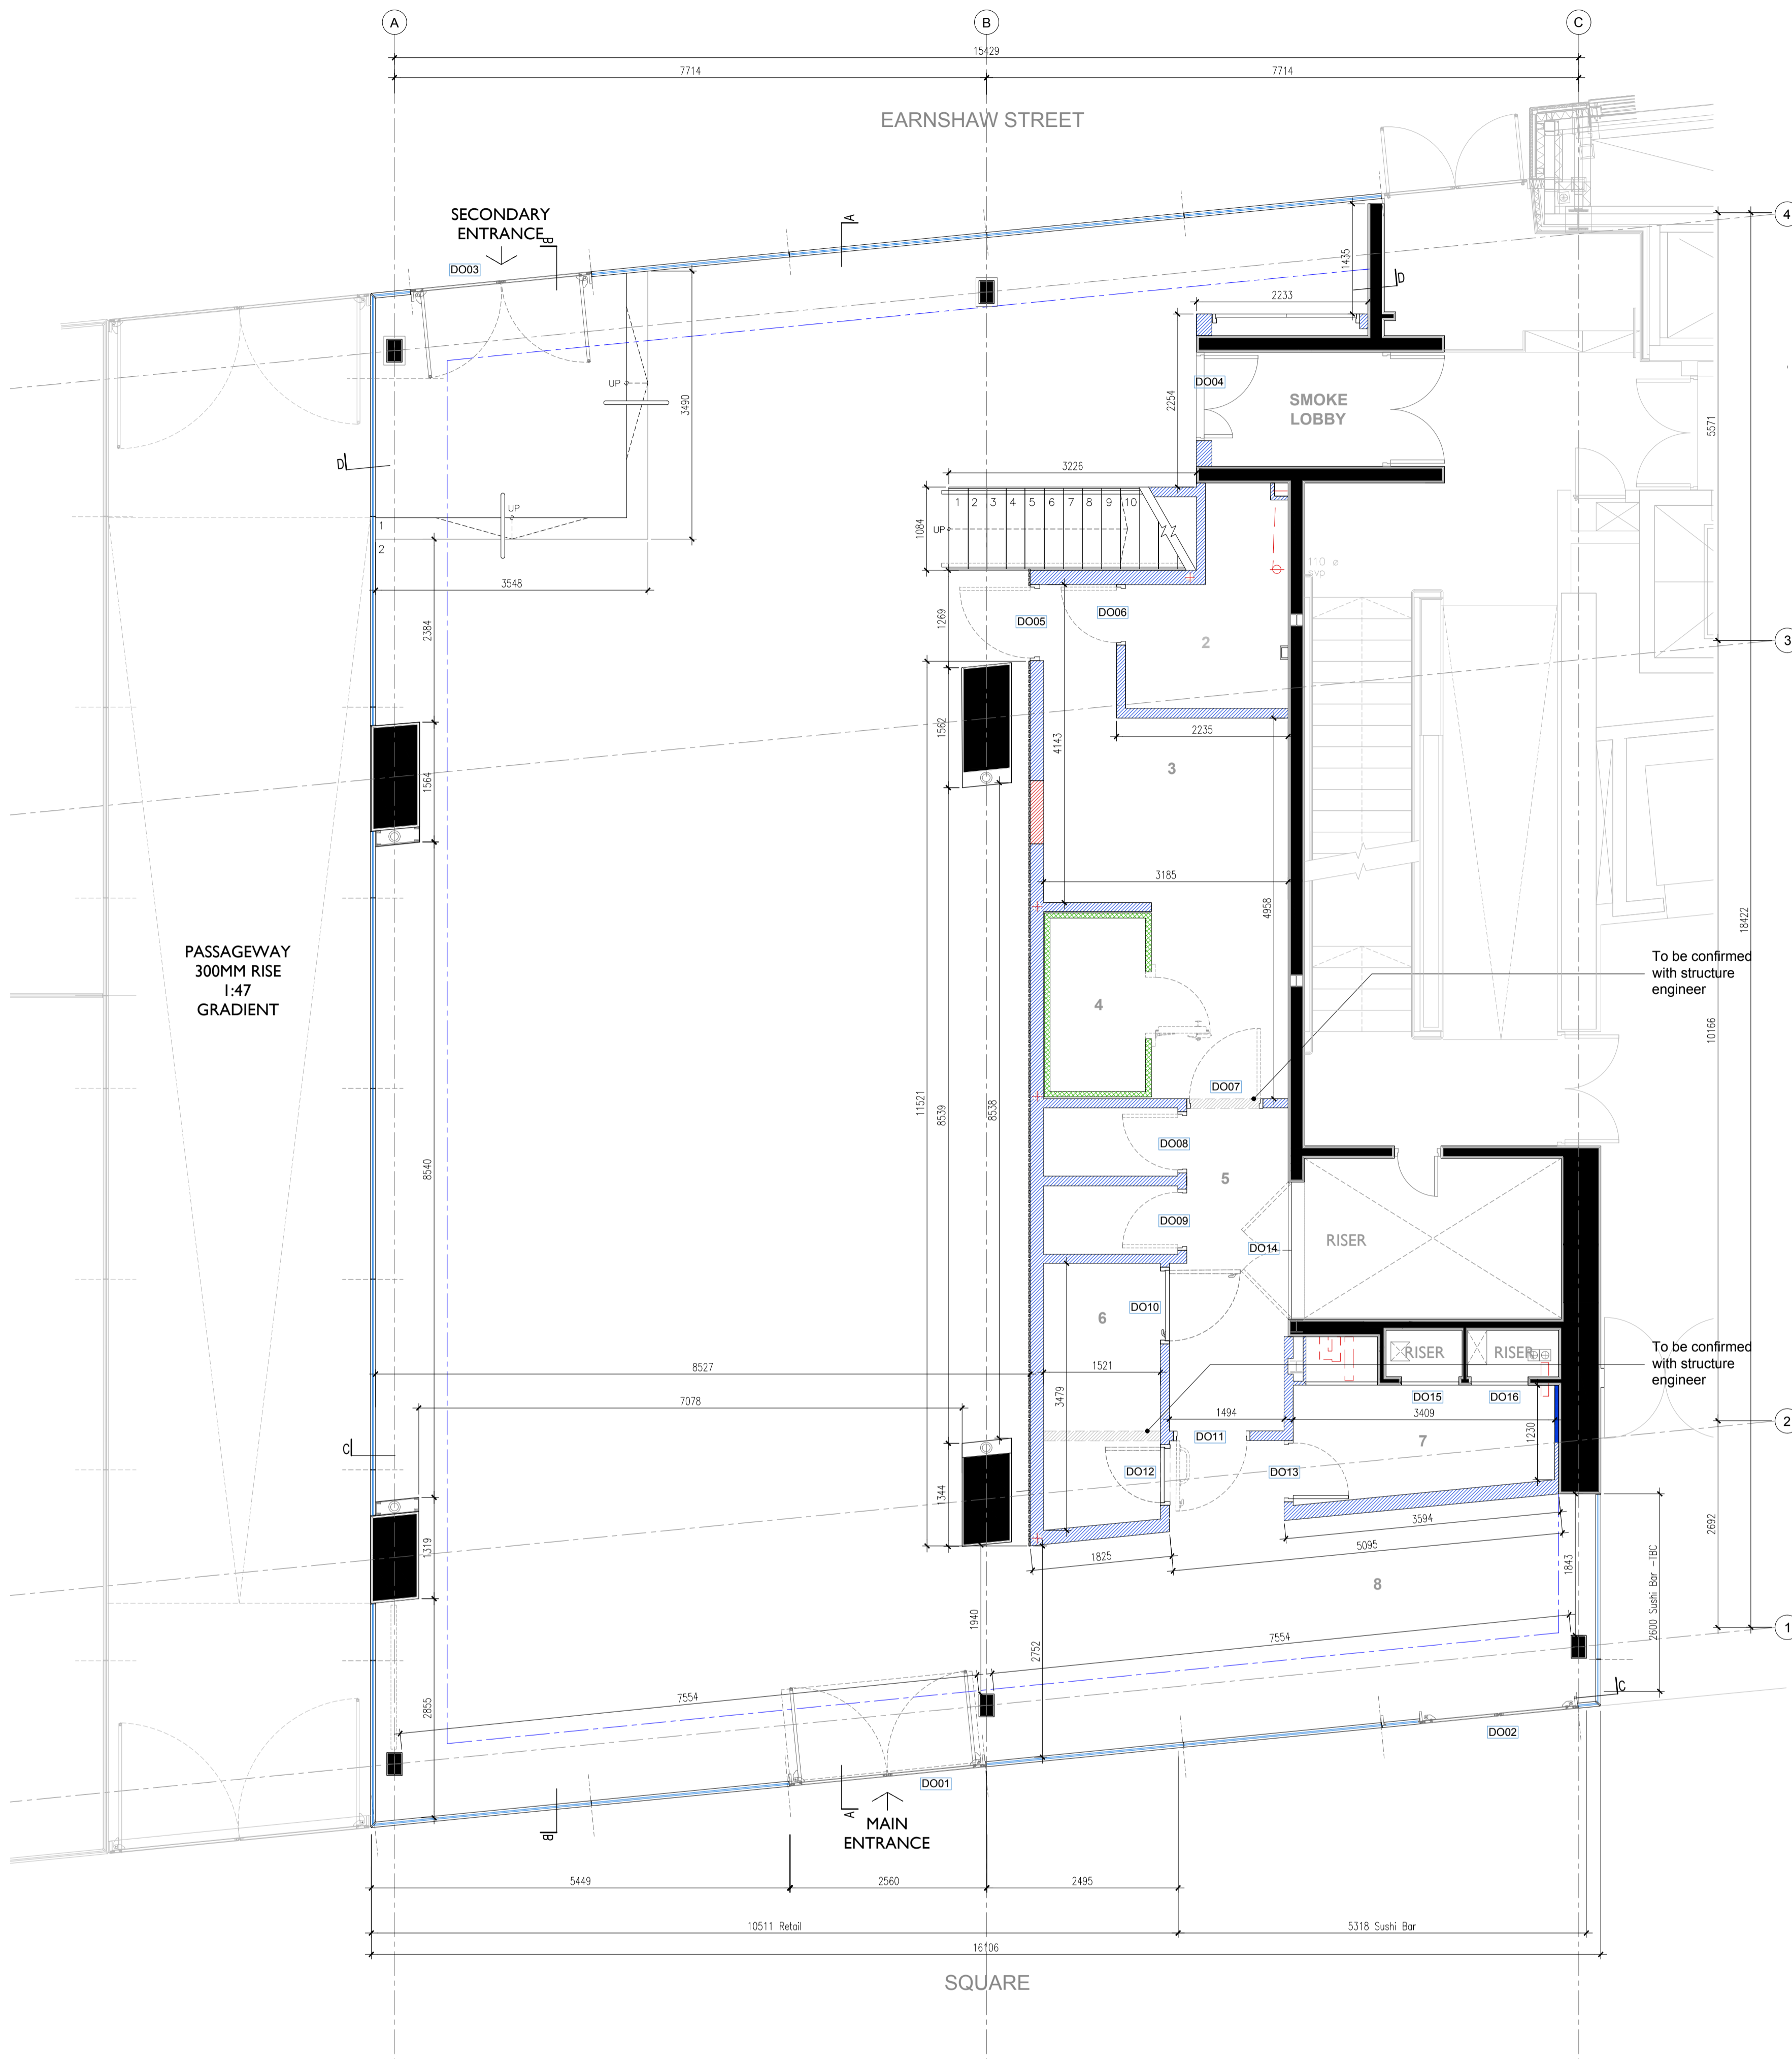 A
B
C
15429
7714
7714
EARNSHAW STREET
SECONDARY
ENTRANCE
B
A
DO03
4
1435
D
2233
DO04
UP
3490
2254
SMOKE
LOBBY
5571
D
3226
1 2 3 4 5 6 7 8 9 10
UP
UP
1084
1
2
110 ø
svp
3548
DO06
DO05
1269
2384
2
3
1562
4143
2235
3
1564
3185
4958
18422
PASSAGEWAY
300MM RISE
1:47
GRADIENT
To be confirmed
with structure
engineer
4
10166
DO07
11521
8539
8538
DO08
8540
5
DO09
DO14
RISER
DO10
6
To be confirmed
with structure
engineer
RISER
RISER
8527
1521
DO15
DO16
7078
3479
1494
3409
1230
DO11
7
2
C
DO12
DO13
1344
1319
3594
5095
1825
1843
2692
2600 Sushi Bar -TBC
8
1940
2752
7554
1
7554
2855
C
DO02
DO01
B
A
MAIN
ENTRANCE
5449
2560
2495
10511 Retail
5318 Sushi Bar
16106
SQUARE